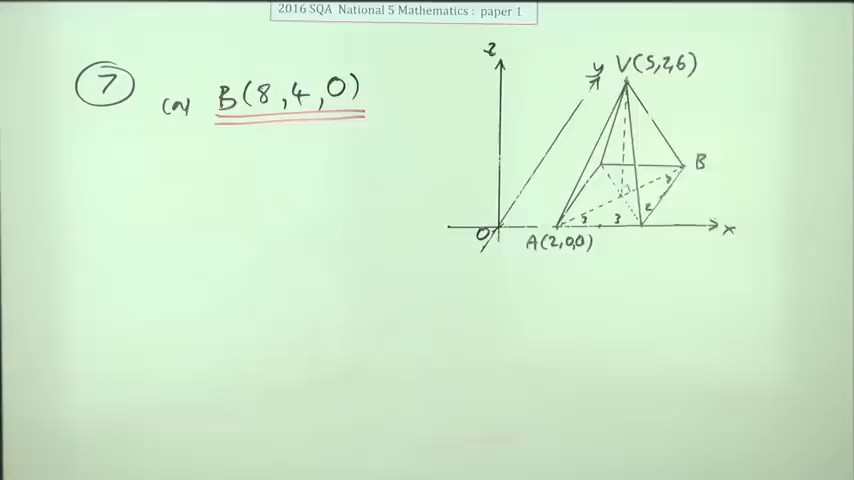 2016 SQA National 5 Mathematics : paper 1
7
(a) B(8,4,0)
z
y
V(5,2,6)
B
3
2
3
3
O
A(2,0,0)
x